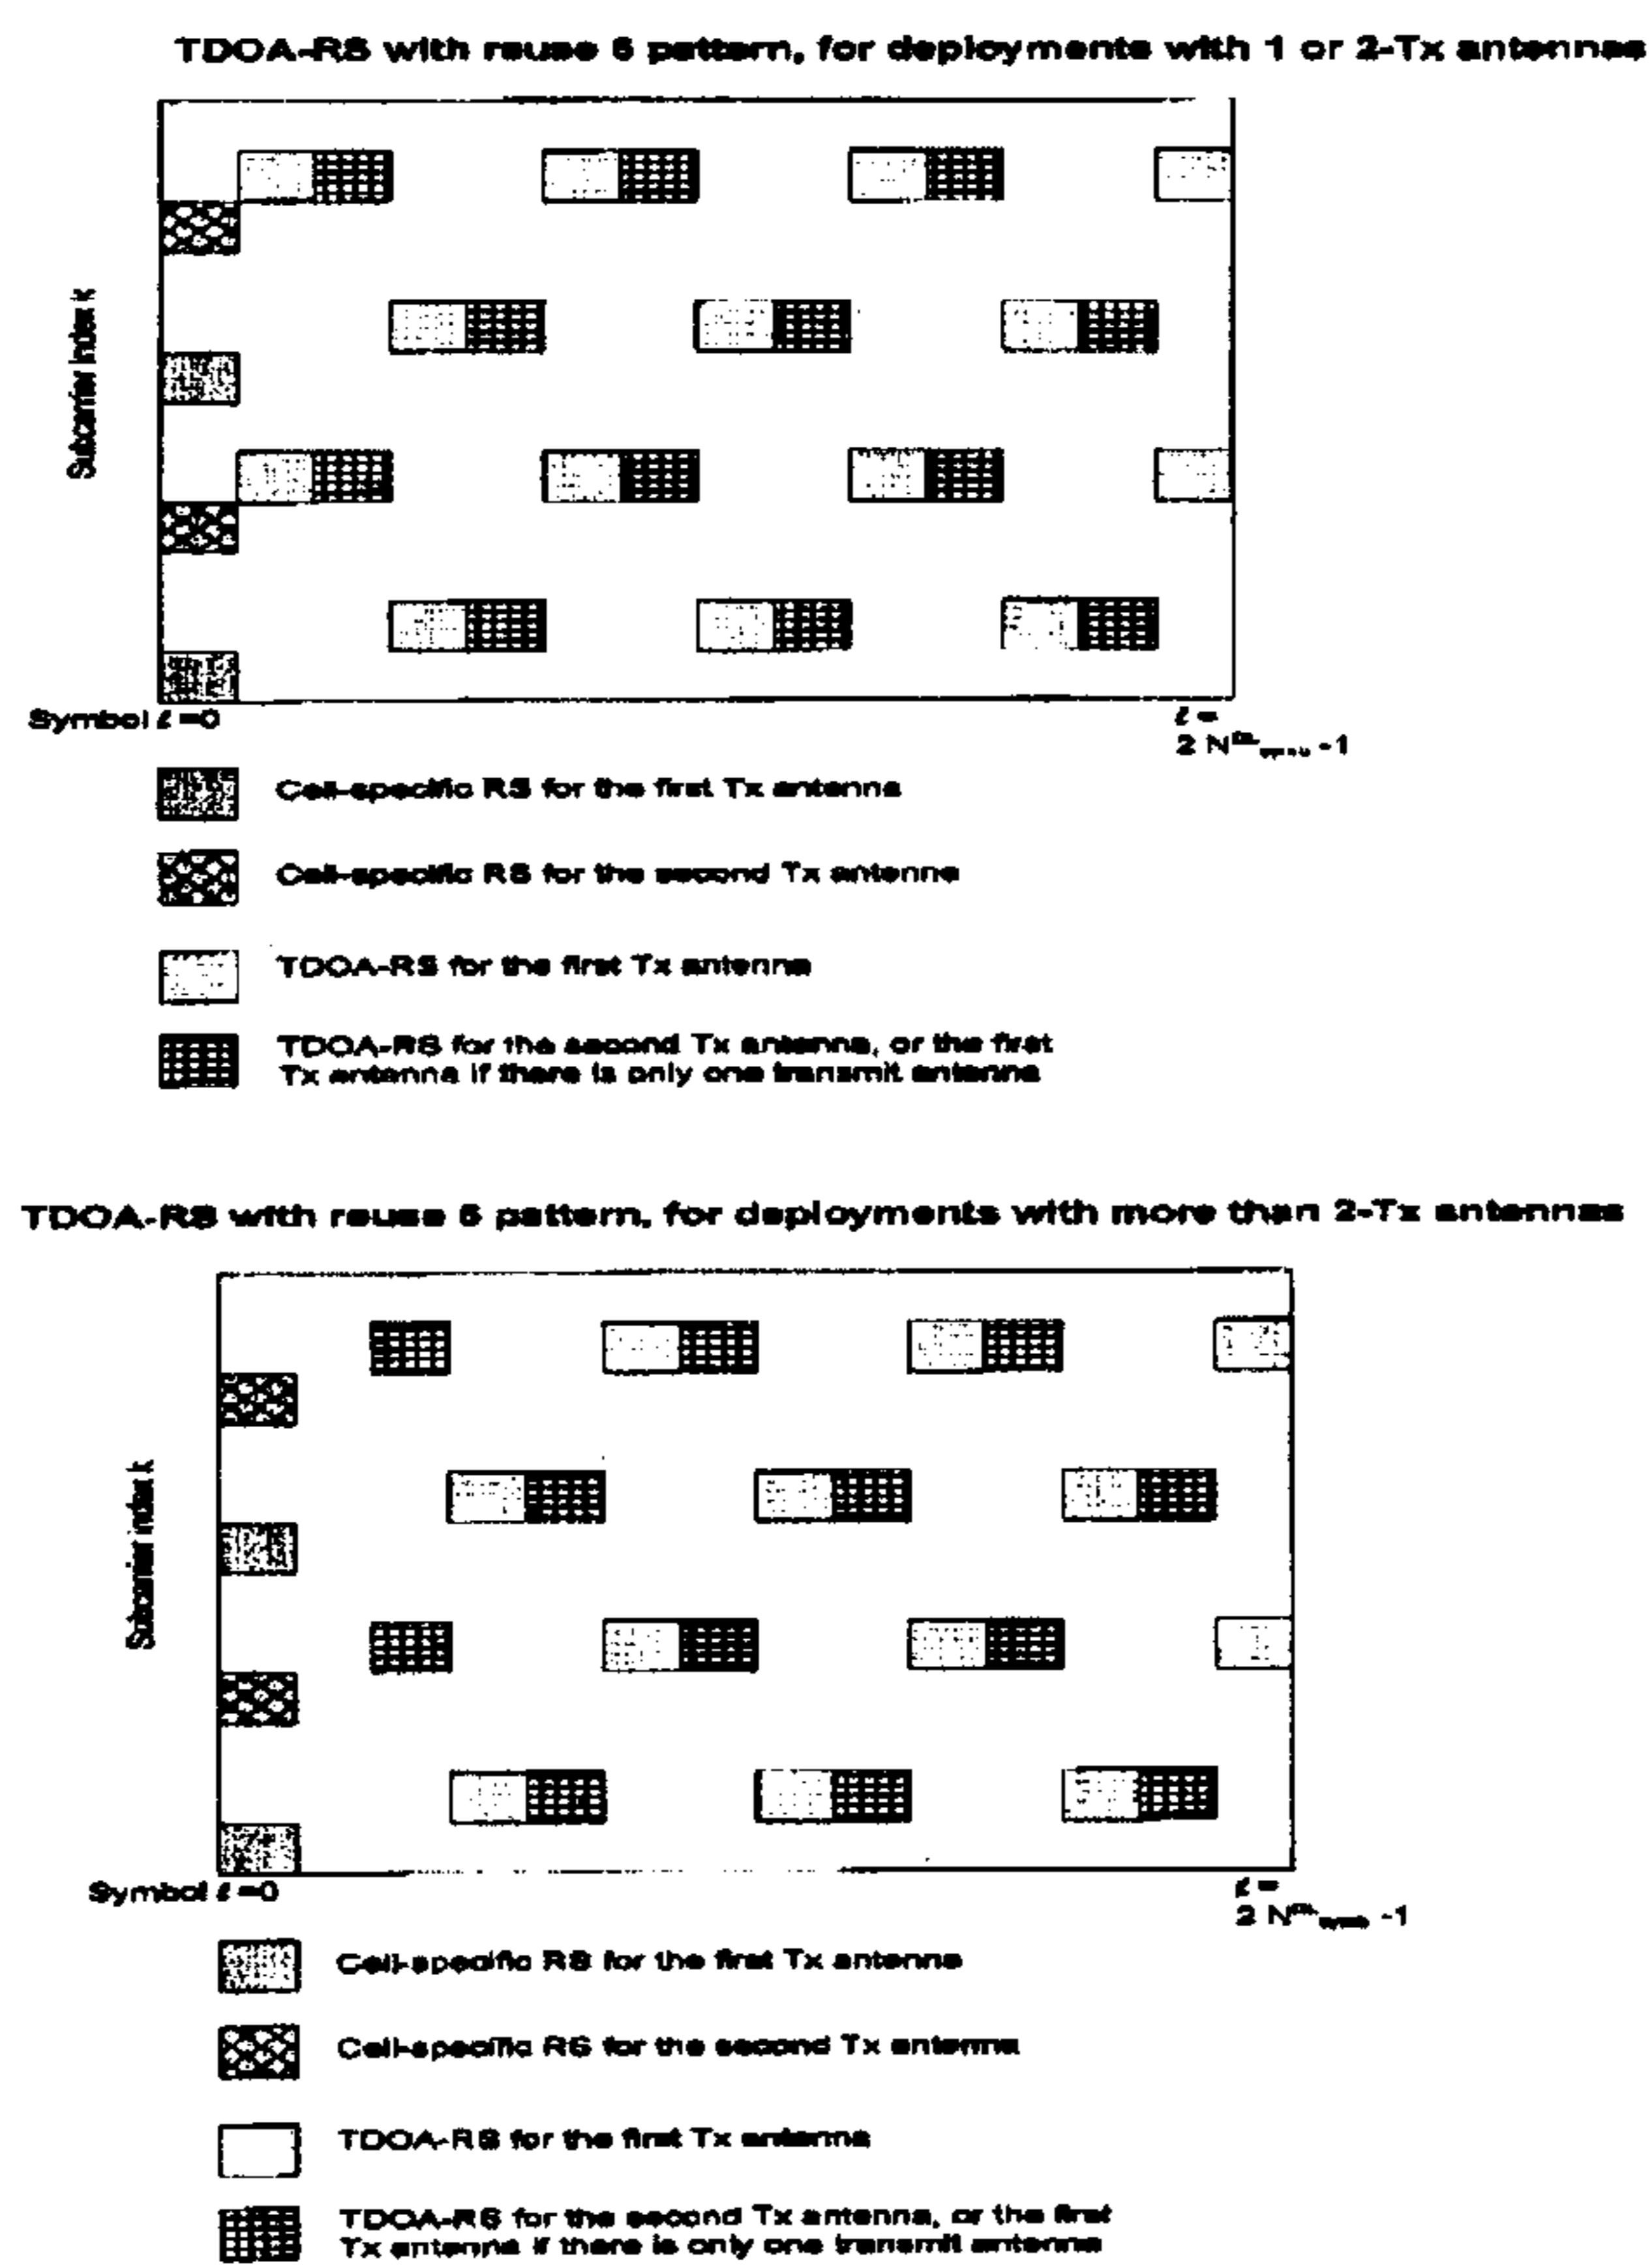 TDOA-RS with reuse 6 pattern, for deployments with 1 or 2-Tx antennas
Subcarrier index k
Symbol ℓ =0
ℓ =
2 N^DL_symb -1
Cell-specific RS for the first Tx antenna
Cell-specific RS for the second Tx antenna
TDOA-RS for the first Tx antenna
TDOA-RS for the second Tx antenna, or the first
Tx antenna if there is only one transmit antenna
TDOA-RS with reuse 6 pattern, for deployments with more than 2-Tx antennas
Subcarrier index k
Symbol ℓ =0
ℓ =
2 N^DL_symb -1
Cell-specific RS for the first Tx antenna
Cell-specific RS for the second Tx antenna
TDOA-RS for the first Tx antenna
TDOA-RS for the second Tx antenna, or the first
Tx antenna if there is only one transmit antenna